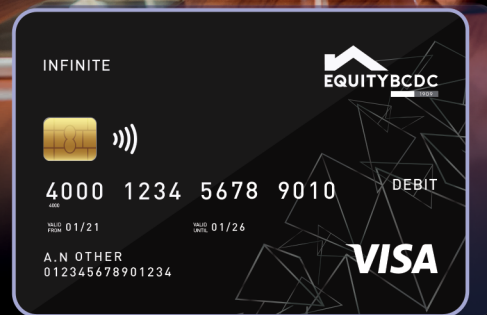 INFINITE
EQUITYBCDC
1909
4000 1234 5678 9010
4000
DEBIT
VALID FROM 01/21 VALID UNTIL 01/26
A.N OTHER
012345678901234
VISA